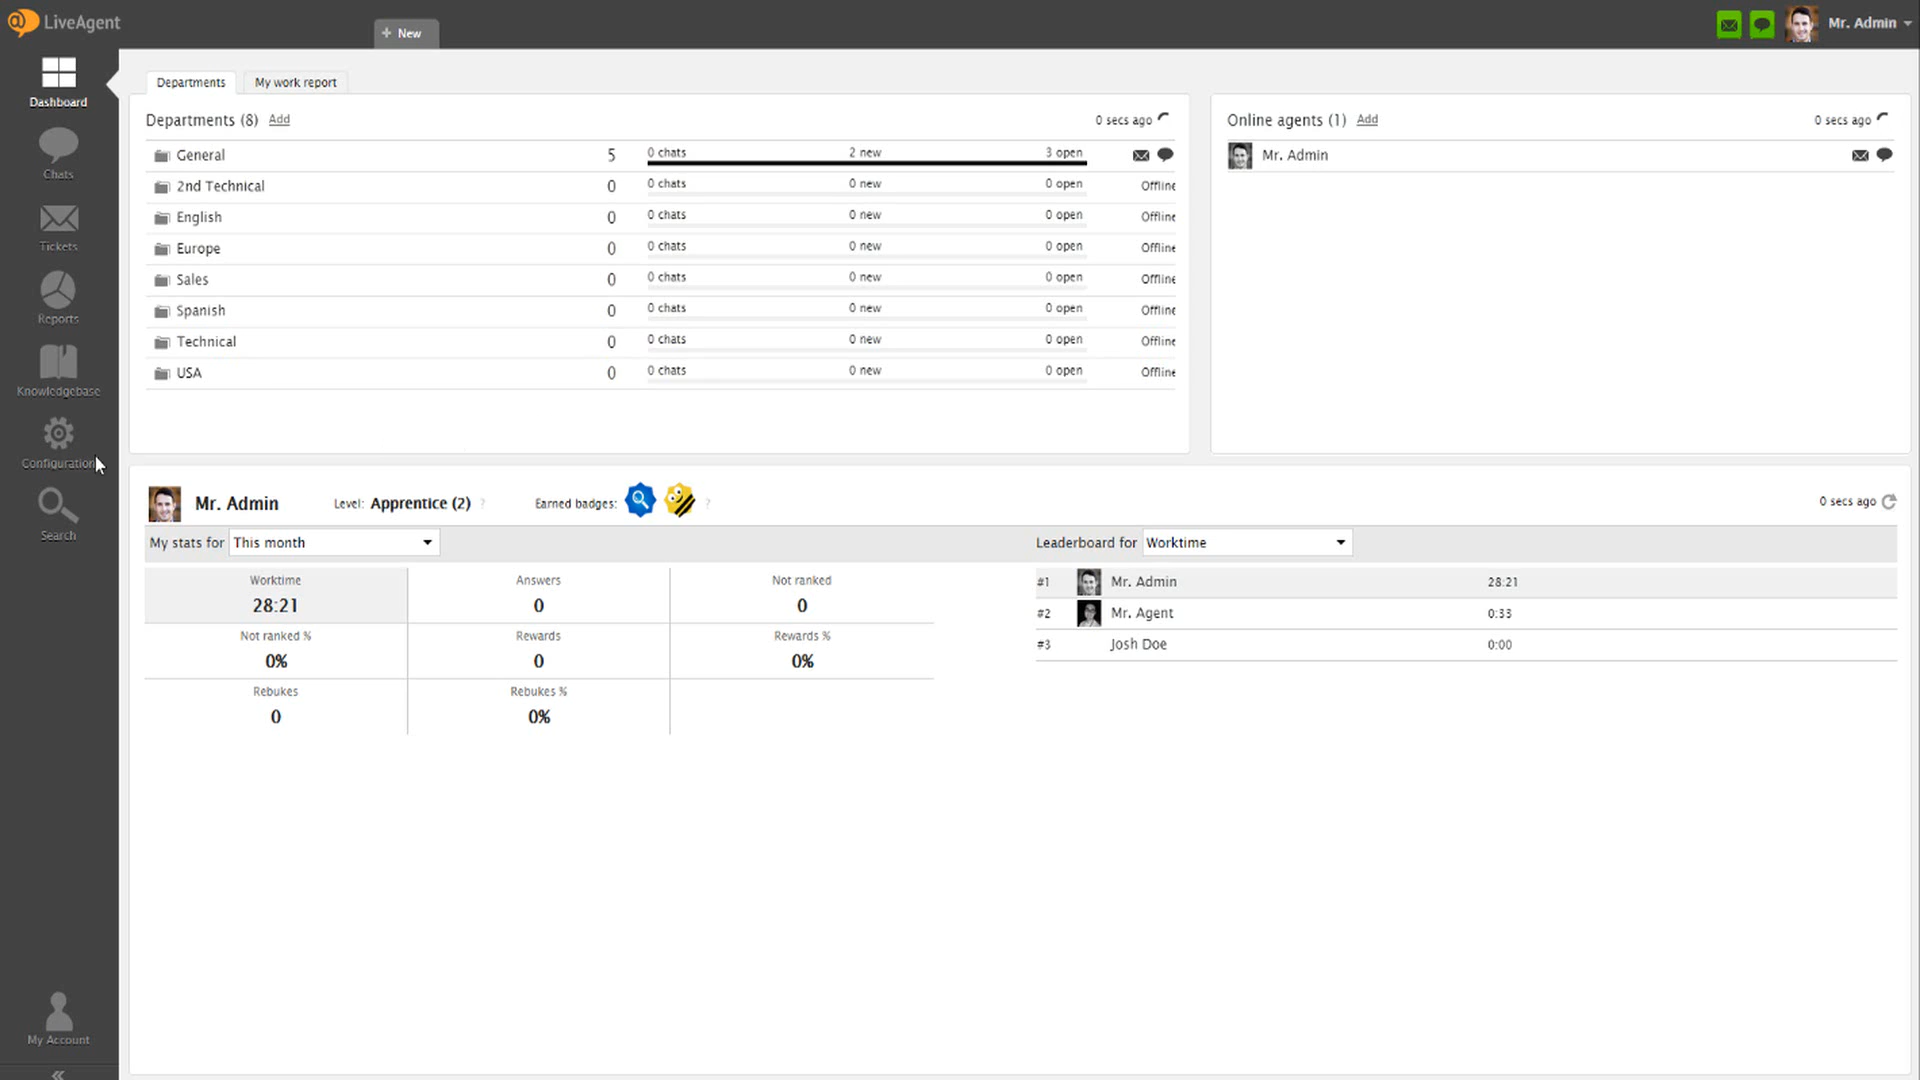 LiveAgent
+ New
Mr. Admin
Dashboard
Chats
Tickets
Reports
Knowledgebase
Configuration
Search
My Account
Departments My work report
Departments (8) Add 0 secs ago
General 5 0 chats 2 new 3 open
2nd Technical 0 0 chats 0 new 0 open Offline
English 0 0 chats 0 new 0 open Offline
Europe 0 0 chats 0 new 0 open Offline
Sales 0 0 chats 0 new 0 open Offline
Spanish 0 0 chats 0 new 0 open Offline
Technical 0 0 chats 0 new 0 open Offline
USA 0 0 chats 0 new 0 open Offline
Online agents (1) Add 0 secs ago
Mr. Admin
Mr. Admin Level: Apprentice (2) ? Earned badges: ? 0 secs ago
My stats for This month
Worktime Answers Not ranked
28:21 0 0
Not ranked % Rewards Rewards %
0% 0 0%
Rebukes Rebukes %
0 0%
Leaderboard for Worktime
#1 Mr. Admin 28:21
#2 Mr. Agent 0:33
#3 Josh Doe 0:00